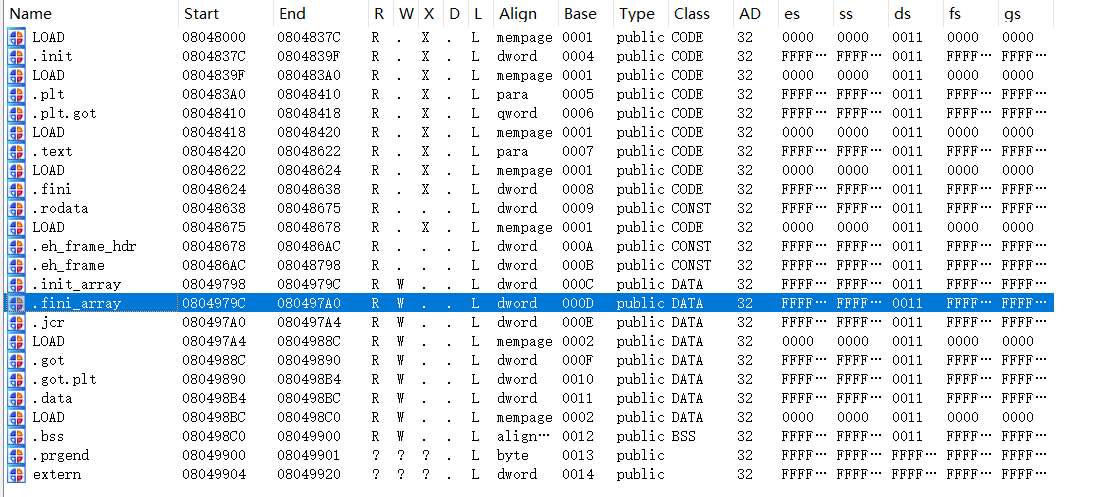 Name Start End R W X D L Align Base Type Class AD es ss ds fs gs
LOAD 08048000 0804837C R . X . L mempage 0001 public CODE 32 0000 0000 0011 0000 0000
.init 0804837C 0804839F R . X . L dword 0004 public CODE 32 FFFF… FFFF… 0011 FFFF… FFFF…
LOAD 0804839F 080483A0 R . X . L mempage 0001 public CODE 32 0000 0000 0011 0000 0000
.plt 080483A0 08048410 R . X . L para 0005 public CODE 32 FFFF… FFFF… 0011 FFFF… FFFF…
.plt.got 08048410 08048418 R . X . L qword 0006 public CODE 32 FFFF… FFFF… 0011 FFFF… FFFF…
LOAD 08048418 08048420 R . X . L mempage 0001 public CODE 32 0000 0000 0011 0000 0000
.text 08048420 08048622 R . X . L para 0007 public CODE 32 FFFF… FFFF… 0011 FFFF… FFFF…
LOAD 08048622 08048624 R . X . L mempage 0001 public CODE 32 0000 0000 0011 0000 0000
.fini 08048624 08048638 R . X . L dword 0008 public CODE 32 FFFF… FFFF… 0011 FFFF… FFFF…
.rodata 08048638 08048675 R . . . L dword 0009 public CONST 32 FFFF… FFFF… 0011 FFFF… FFFF…
LOAD 08048675 08048678 R . X . L mempage 0001 public CODE 32 0000 0000 0011 0000 0000
.eh_frame_hdr 08048678 080486AC R . . . L dword 000A public CONST 32 FFFF… FFFF… 0011 FFFF… FFFF…
.eh_frame 080486AC 08048798 R . . . L dword 000B public CONST 32 FFFF… FFFF… 0011 FFFF… FFFF…
.init_array 08049798 0804979C R W . . L dword 000C public DATA 32 FFFF… FFFF… 0011 FFFF… FFFF…
.fini_array 0804979C 080497A0 R W . . L dword 000D public DATA 32 FFFF… FFFF… 0011 FFFF… FFFF…
.jcr 080497A0 080497A4 R W . . L dword 000E public DATA 32 FFFF… FFFF… 0011 FFFF… FFFF…
LOAD 080497A4 0804988C R W . . L mempage 0002 public DATA 32 0000 0000 0011 0000 0000
.got 0804988C 08049890 R W . . L dword 000F public DATA 32 FFFF… FFFF… 0011 FFFF… FFFF…
.got.plt 08049890 080498B4 R W . . L dword 0010 public DATA 32 FFFF… FFFF… 0011 FFFF… FFFF…
.data 080498B4 080498BC R W . . L dword 0011 public DATA 32 FFFF… FFFF… 0011 FFFF… FFFF…
LOAD 080498BC 080498C0 R W . . L mempage 0002 public DATA 32 0000 0000 0011 0000 0000
.bss 080498C0 08049900 R W . . L align… 0012 public BSS 32 FFFF… FFFF… 0011 FFFF… FFFF…
.prgend 08049900 08049901 ? ? ? . L byte 0013 public 32 FFFF… FFFF… FFFF… FFFF… FFFF…
extern 08049904 08049920 ? ? ? . L dword 0014 public 32 FFFF… FFFF… FFFF… FFFF… FFFF…